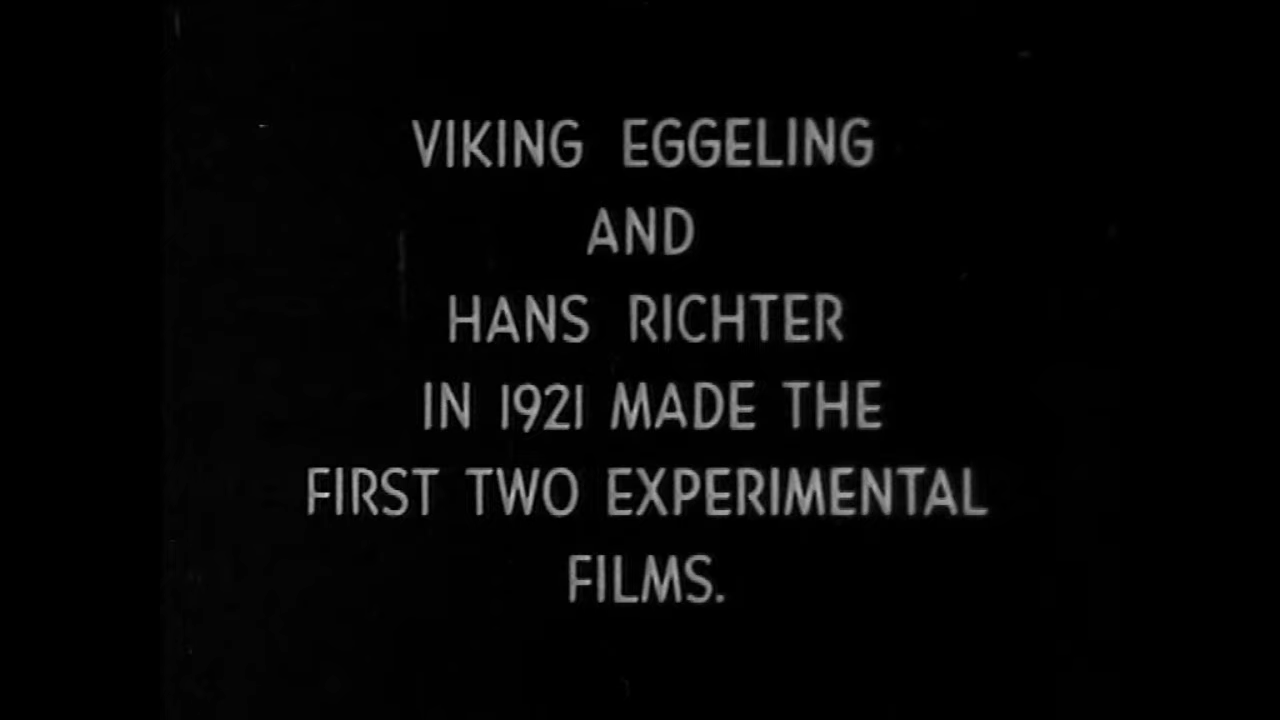 VIKING EGGELING
AND
HANS RICHTER
IN 1921 MADE THE
FIRST TWO EXPERIMENTAL
FILMS.